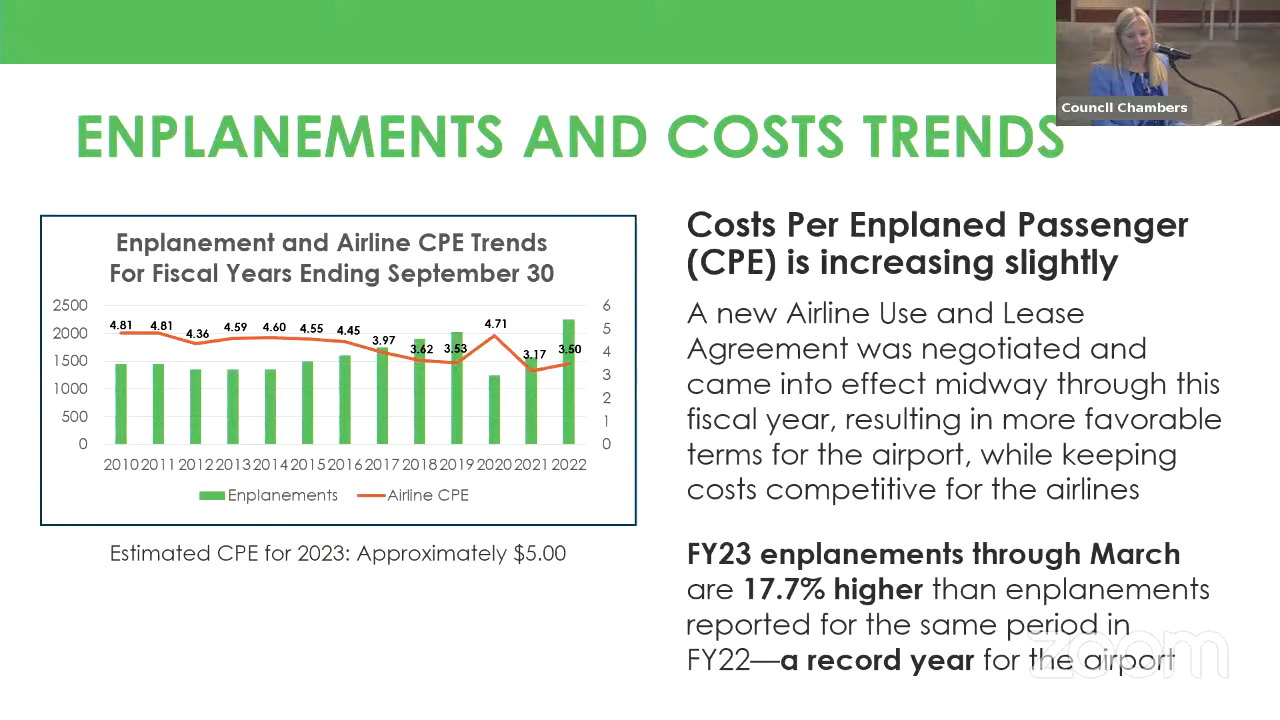 Council Chambers
ENPLANEMENTS AND COSTS TRENDS
Enplanement and Airline CPE Trends
For Fiscal Years Ending September 30
2500
2000
1500
1000
500
0
6
5
4
3
2
1
0
4.81
4.81
4.36
4.59
4.60
4.55
4.45
3.97
3.62
3.53
4.71
3.17
3.50
2010 2011 2012 2013 2014 2015 2016 2017 2018 2019 2020 2021 2022
Enplanements
Airline CPE
Estimated CPE for 2023: Approximately $5.00
Costs Per Enplaned Passenger
(CPE) is increasing slightly
A new Airline Use and Lease
Agreement was negotiated and
came into effect midway through this
fiscal year, resulting in more favorable
terms for the airport, while keeping
costs competitive for the airlines
FY23 enplanements through March
are 17.7% higher than enplanements
reported for the same period in
FY22—a record year for the airport
zoom